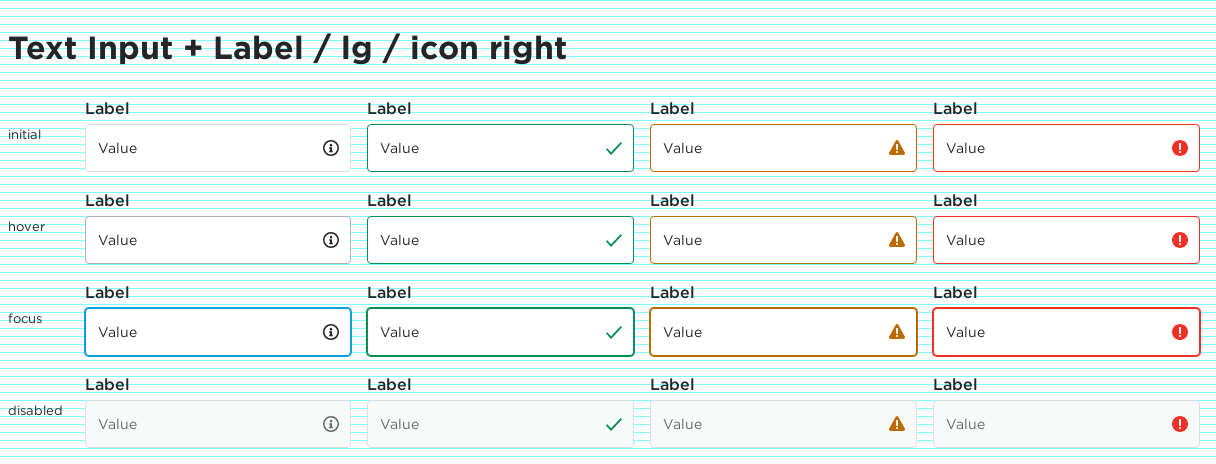 Text Input + Label / lg / icon right
Label Label Label Label
initial Value Value Value Value
Label Label Label Label
hover Value Value Value Value
Label Label Label Label
focus Value Value Value Value
Label Label Label Label
disabled Value Value Value Value